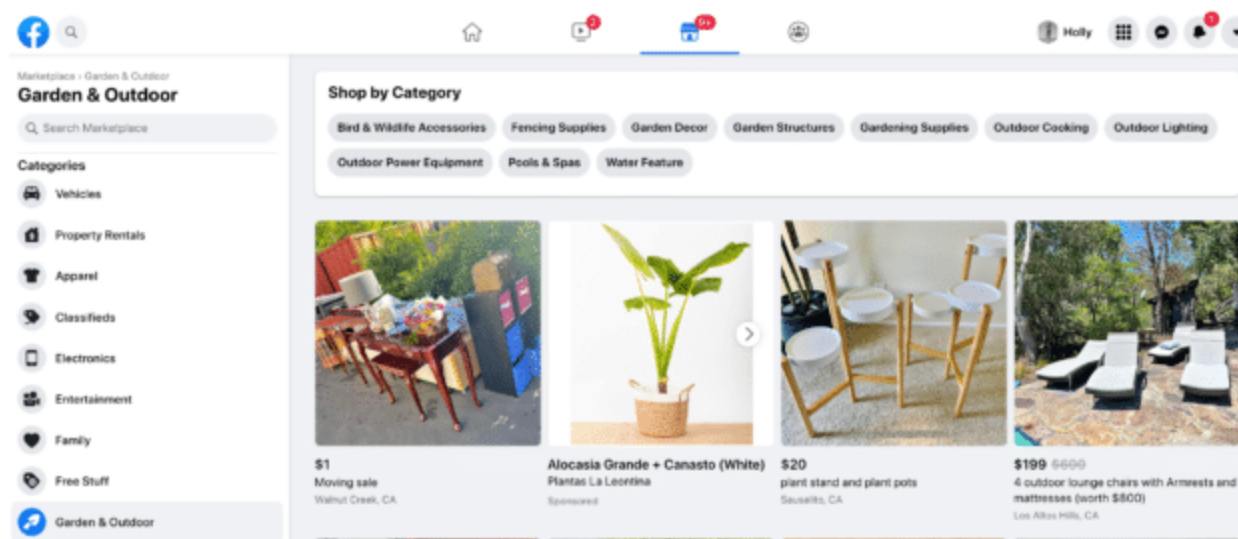 2
9+
Holly
1
Marketplace › Garden & Outdoor
Garden & Outdoor
Search Marketplace
Categories
Vehicles
Property Rentals
Apparel
Classifieds
Electronics
Entertainment
Family
Free Stuff
Garden & Outdoor
Shop by Category
Bird & Wildlife Accessories Fencing Supplies Garden Decor Garden Structures Gardening Supplies Outdoor Cooking Outdoor Lighting
Outdoor Power Equipment Pools & Spas Water Feature
$1
Moving sale
Walnut Creek, CA
Alocasia Grande + Canasto (White)
Plantas La Leontina
Sponsored
$20
plant stand and plant pots
Sausalito, CA
$199 $600
4 outdoor lounge chairs with Armrests and
mattresses (worth $800)
Los Altos Hills, CA